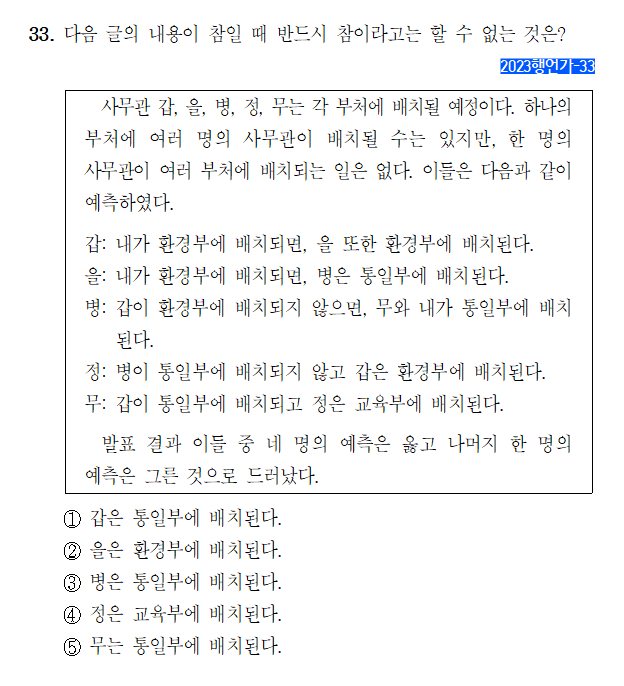 33. 다음 글의 내용이 참일 때 반드시 참이라고는 할 수 없는 것은?
2023행언가-33
사무관 갑, 을, 병, 정, 무는 각 부처에 배치될 예정이다. 하나의
부처에 여러 명의 사무관이 배치될 수는 있지만, 한 명의
사무관이 여러 부처에 배치되는 일은 없다. 이들은 다음과 같이
예측하였다.
갑: 내가 환경부에 배치되면, 을 또한 환경부에 배치된다.
을: 내가 환경부에 배치되면, 병은 통일부에 배치된다.
병: 갑이 환경부에 배치되지 않으면, 무와 내가 통일부에 배치
된다.
정: 병이 통일부에 배치되지 않고 갑은 환경부에 배치된다.
무: 갑이 통일부에 배치되고 정은 교육부에 배치된다.
발표 결과 이들 중 네 명의 예측은 옳고 나머지 한 명의
예측은 그른 것으로 드러났다.
① 갑은 통일부에 배치된다.
② 을은 환경부에 배치된다.
③ 병은 통일부에 배치된다.
④ 정은 교육부에 배치된다.
⑤ 무는 통일부에 배치된다.